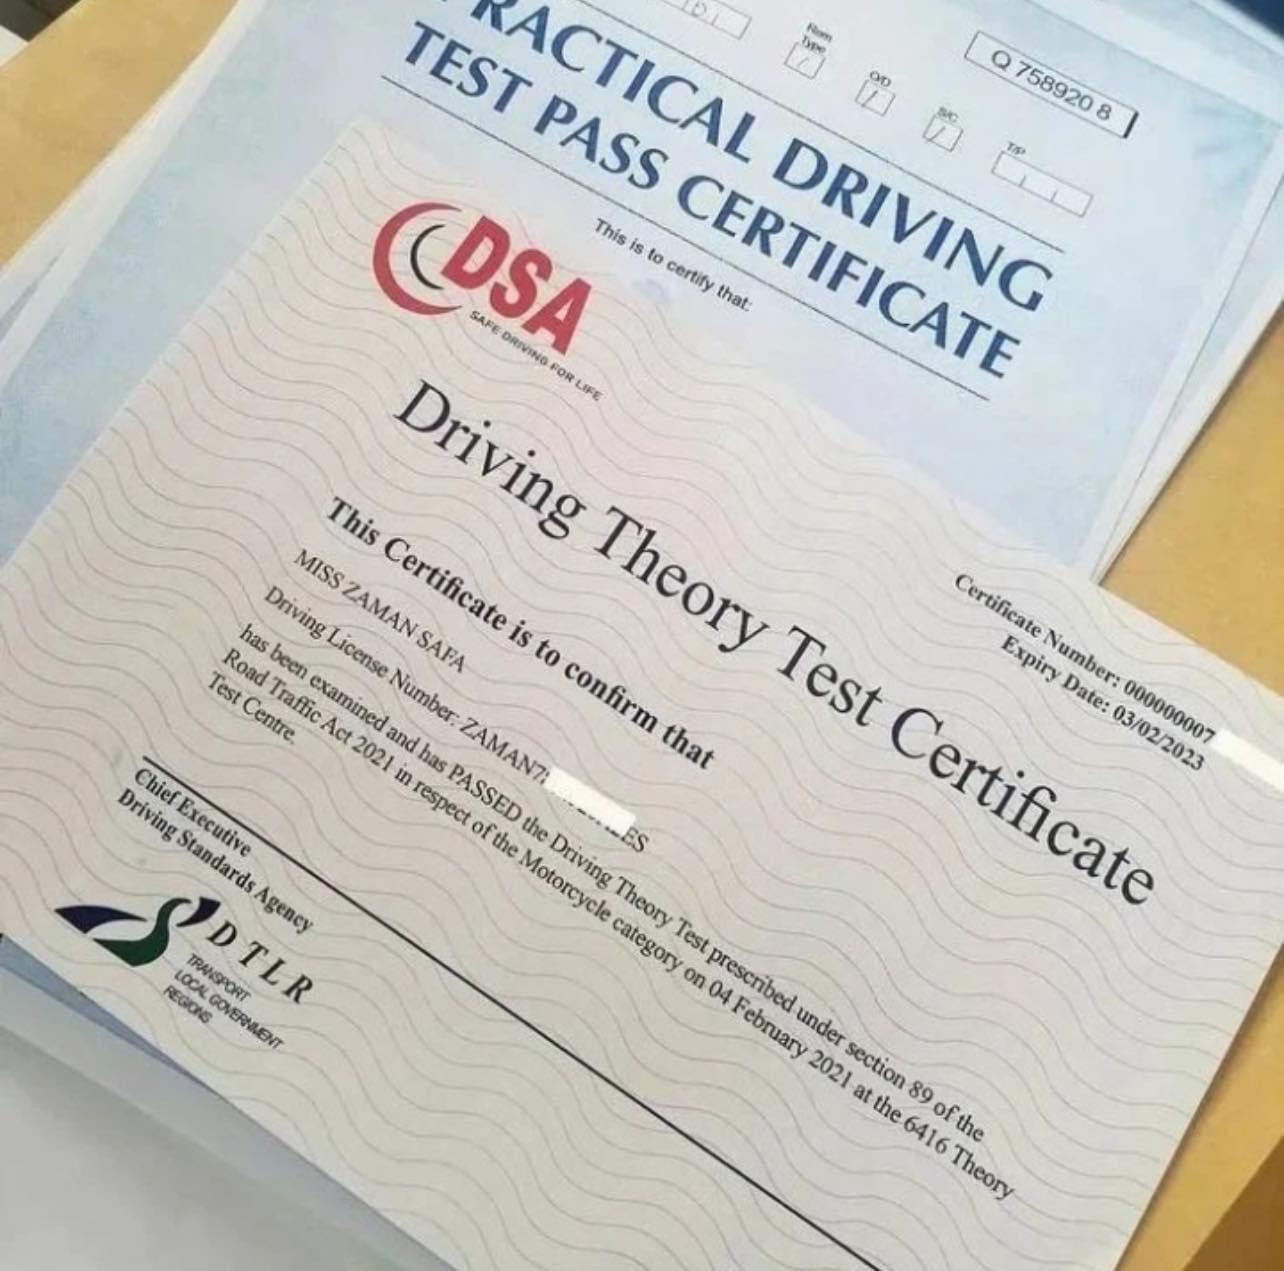 Rsm
Type
O/D
S/C
T/P
Q 758920 8
PRACTICAL DRIVING
TEST PASS CERTIFICATE
This is to certify that:
DSA
SAFE DRIVING FOR LIFE
Driving Theory Test Certificate
Certificate Number: 000000007
Expiry Date: 03/02/2023
This Certificate is to confirm that
MISS ZAMAN SAFA
Driving License Number: ZAMAN7 ES
has been examined and has PASSED the Driving Theory Test prescribed under section 89 of the
Road Traffic Act 2021 in respect of the Motorcycle category on 04 February 2021 at the 6416 Theory
Test Centre.
Chief Executive
Driving Standards Agency
DTLR
TRANSPORT
LOCAL GOVERNMENT
REGIONS